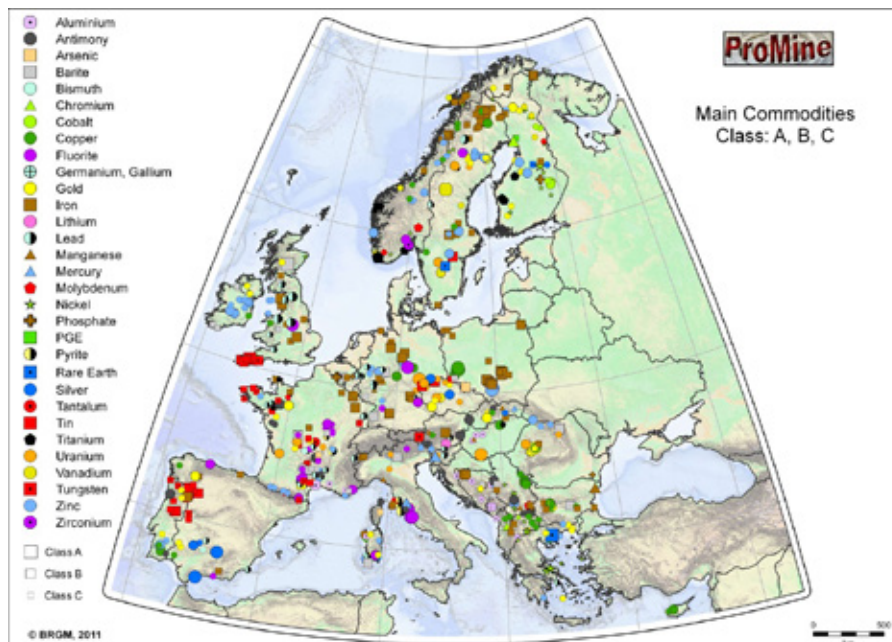 Aluminium
Antimony
Arsenic
Barite
Bismuth
Chromium
Cobalt
Copper
Fluorite
Germanium, Gallium
Gold
Iron
Lithium
Lead
Manganese
Mercury
Molybdenum
Nickel
Phosphate
PGE
Pyrite
Rare Earth
Silver
Tantalum
Tin
Titanium
Uranium
Vanadium
Tungsten
Zinc
Zirconium
Class A
Class B
Class C
© BRGM, 2011
ProMine
Main Commodities
Class: A, B, C
0 500